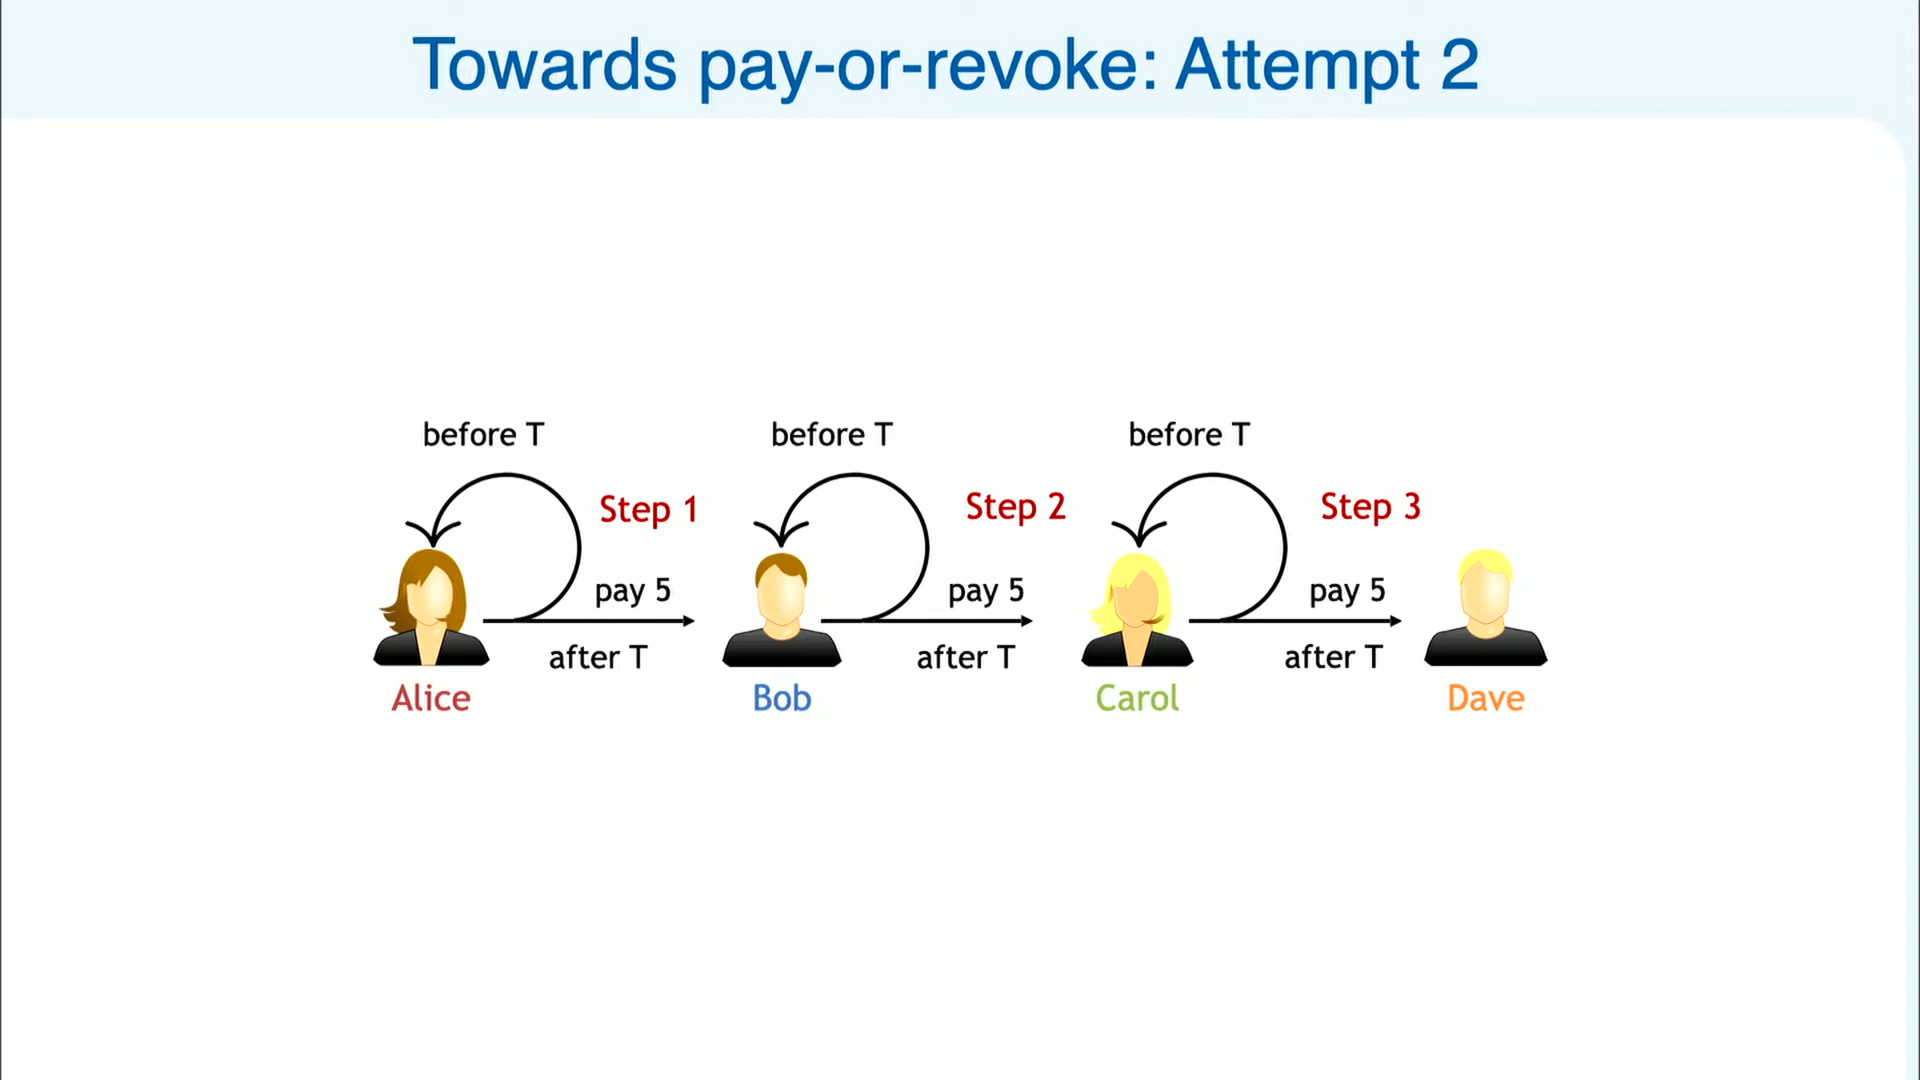 Towards pay-or-revoke: Attempt 2
before T
before T
before T
Step 1
Step 2
Step 3
pay 5
pay 5
pay 5
after T
after T
after T
Alice
Bob
Carol
Dave